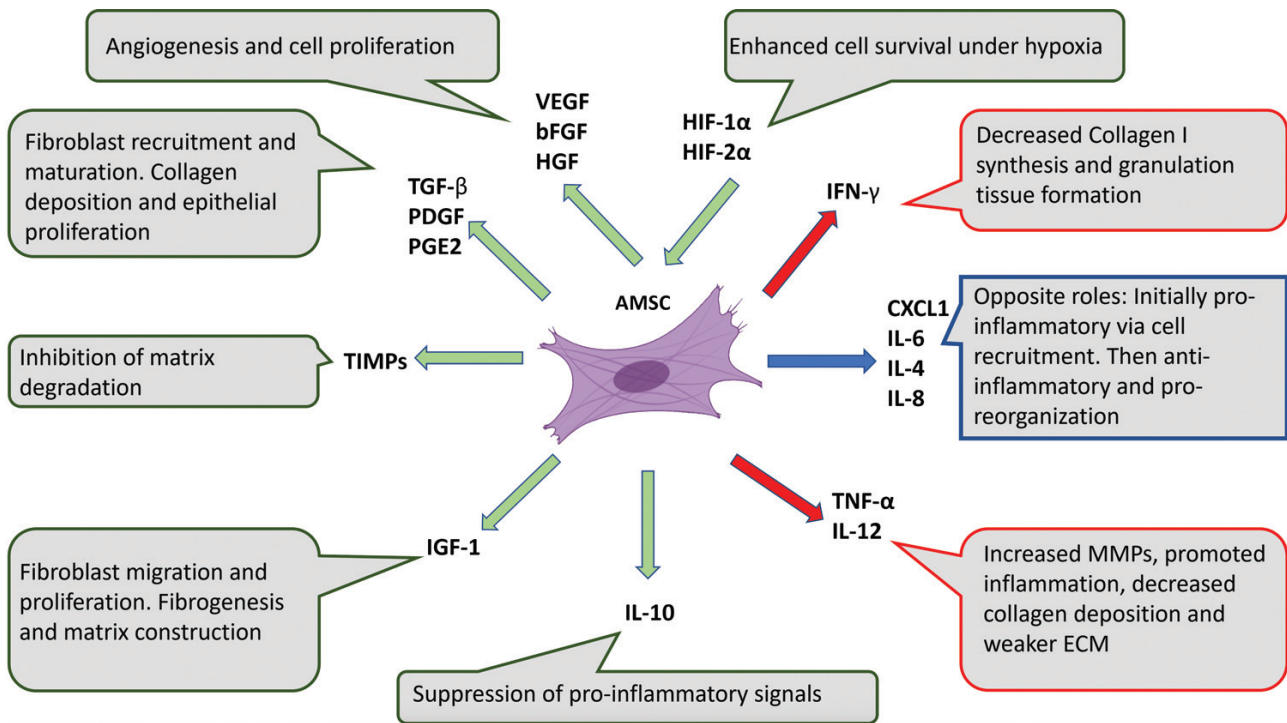 Angiogenesis and cell proliferation
Enhanced cell survival under hypoxia
VEGF
bFGF
HGF
HIF-1α
HIF-2α
Fibroblast recruitment and
maturation. Collagen
deposition and epithelial
proliferation
TGF-β
PDGF
PGE2
IFN-γ
Decreased Collagen I
synthesis and granulation
tissue formation
AMSC
Inhibition of matrix
degradation
TIMPs
CXCL1
IL-6
IL-4
IL-8
Opposite roles: Initially pro-
inflammatory via cell
recruitment. Then anti-
inflammatory and pro-
reorganization
Fibroblast migration and
proliferation. Fibrogenesis
and matrix construction
IGF-1
IL-10
Suppression of pro-inflammatory signals
TNF-α
IL-12
Increased MMPs, promoted
inflammation, decreased
collagen deposition and
weaker ECM